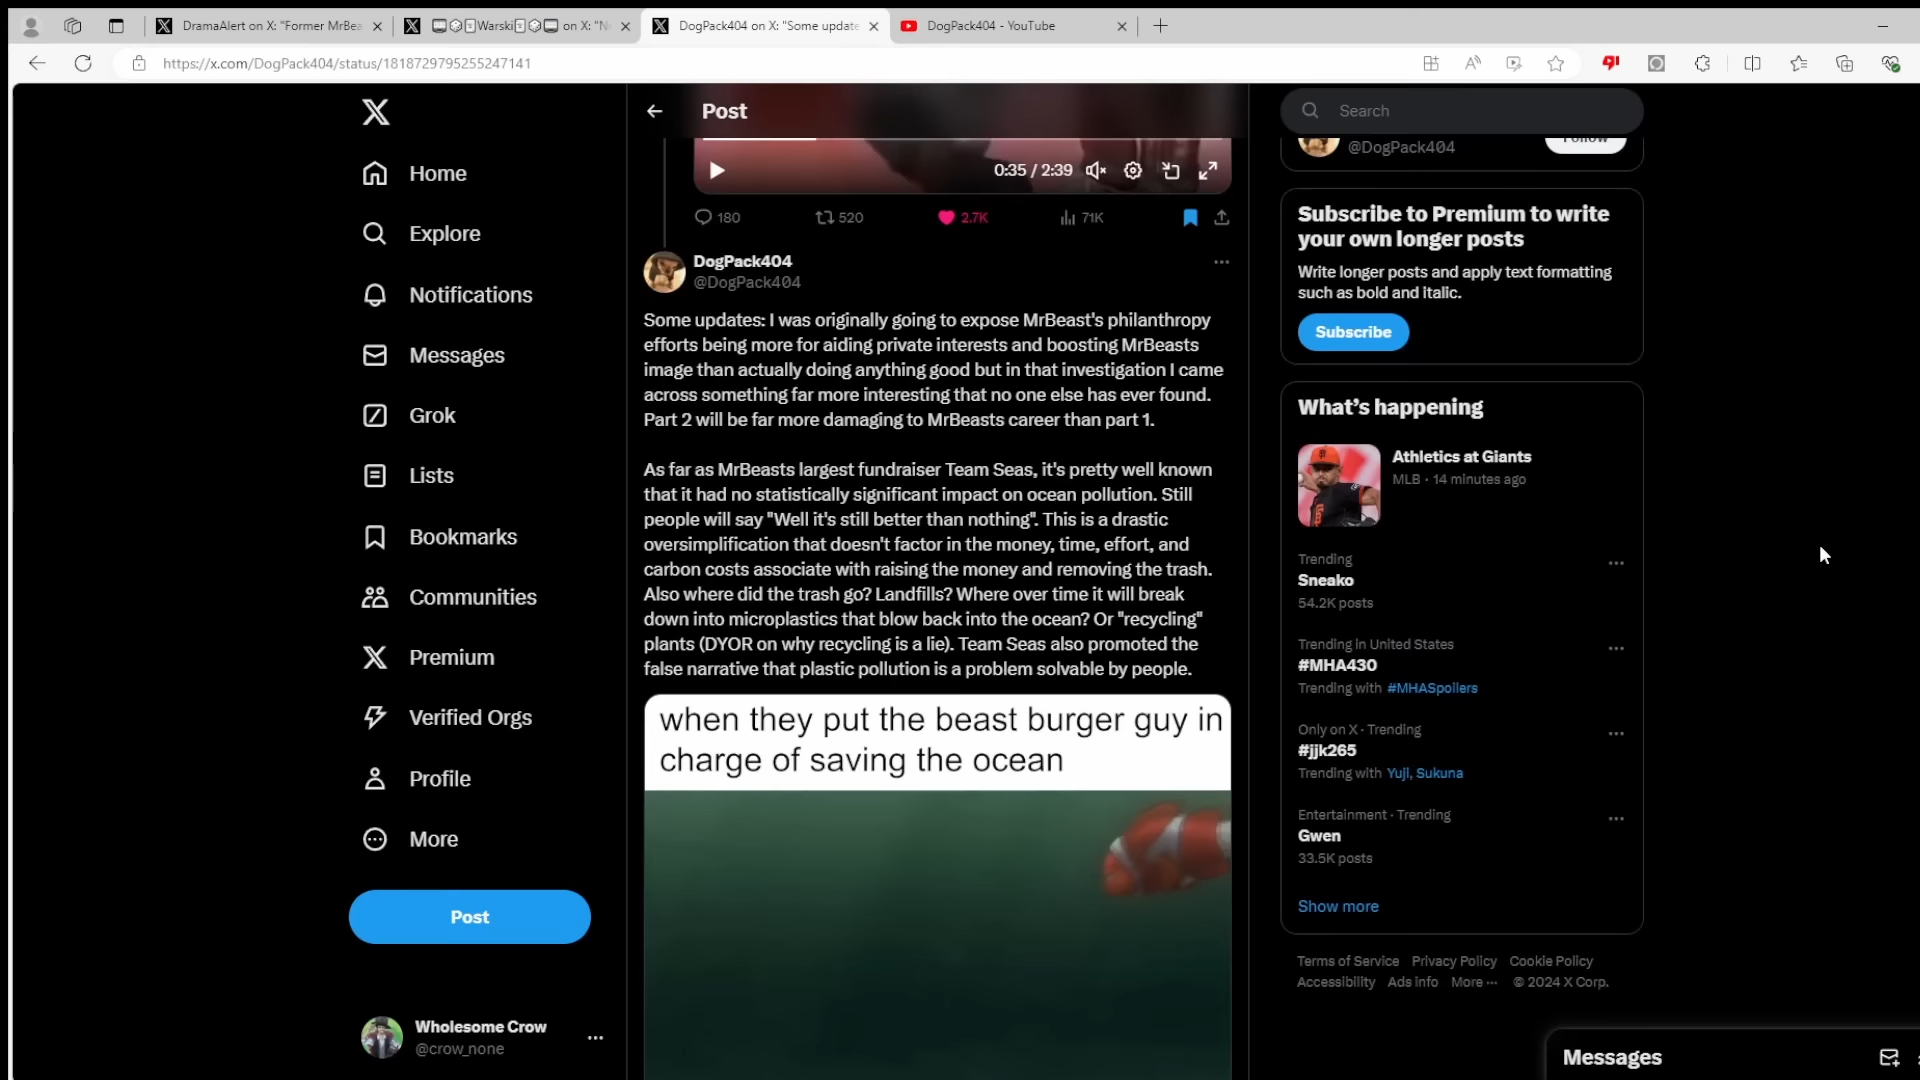 DramaAlert on X: "Former MrBea
Warski on X: "N
DogPack404 on X: "Some update
DogPack404 - YouTube
https://x.com/DogPack404/status/1818729795255247141
Home
Explore
Notifications
Messages
Grok
Lists
Bookmarks
Communities
Premium
Verified Orgs
Profile
More
Post
Wholesome Crow
@crow_none
Post
0:35 / 2:39
180 520 2.7K 71K
DogPack404
@DogPack404
Some updates: I was originally going to expose MrBeast's philanthropy
efforts being more for aiding private interests and boosting MrBeasts
image than actually doing anything good but in that investigation I came
across something far more interesting that no one else has ever found.
Part 2 will be far more damaging to MrBeasts career than part 1.
As far as MrBeasts largest fundraiser Team Seas, it's pretty well known
that it had no statistically significant impact on ocean pollution. Still
people will say "Well it's still better than nothing". This is a drastic
oversimplification that doesn't factor in the money, time, effort, and
carbon costs associate with raising the money and removing the trash.
Also where did the trash go? Landfills? Where over time it will break
down into microplastics that blow back into the ocean? Or "recycling"
plants (DYOR on why recycling is a lie). Team Seas also promoted the
false narrative that plastic pollution is a problem solvable by people.
when they put the beast burger guy in
charge of saving the ocean
Search
@DogPack404
Follow
Subscribe to Premium to write
your own longer posts
Write longer posts and apply text formatting
such as bold and italic.
Subscribe
What's happening
Athletics at Giants
MLB · 14 minutes ago
Trending
Sneako
54.2K posts
Trending in United States
#MHA430
Trending with #MHASpoilers
Only on X · Trending
#jjk265
Trending with Yuji, Sukuna
Entertainment · Trending
Gwen
33.5K posts
Show more
Terms of Service Privacy Policy Cookie Policy
Accessibility Ads info More ··· © 2024 X Corp.
Messages